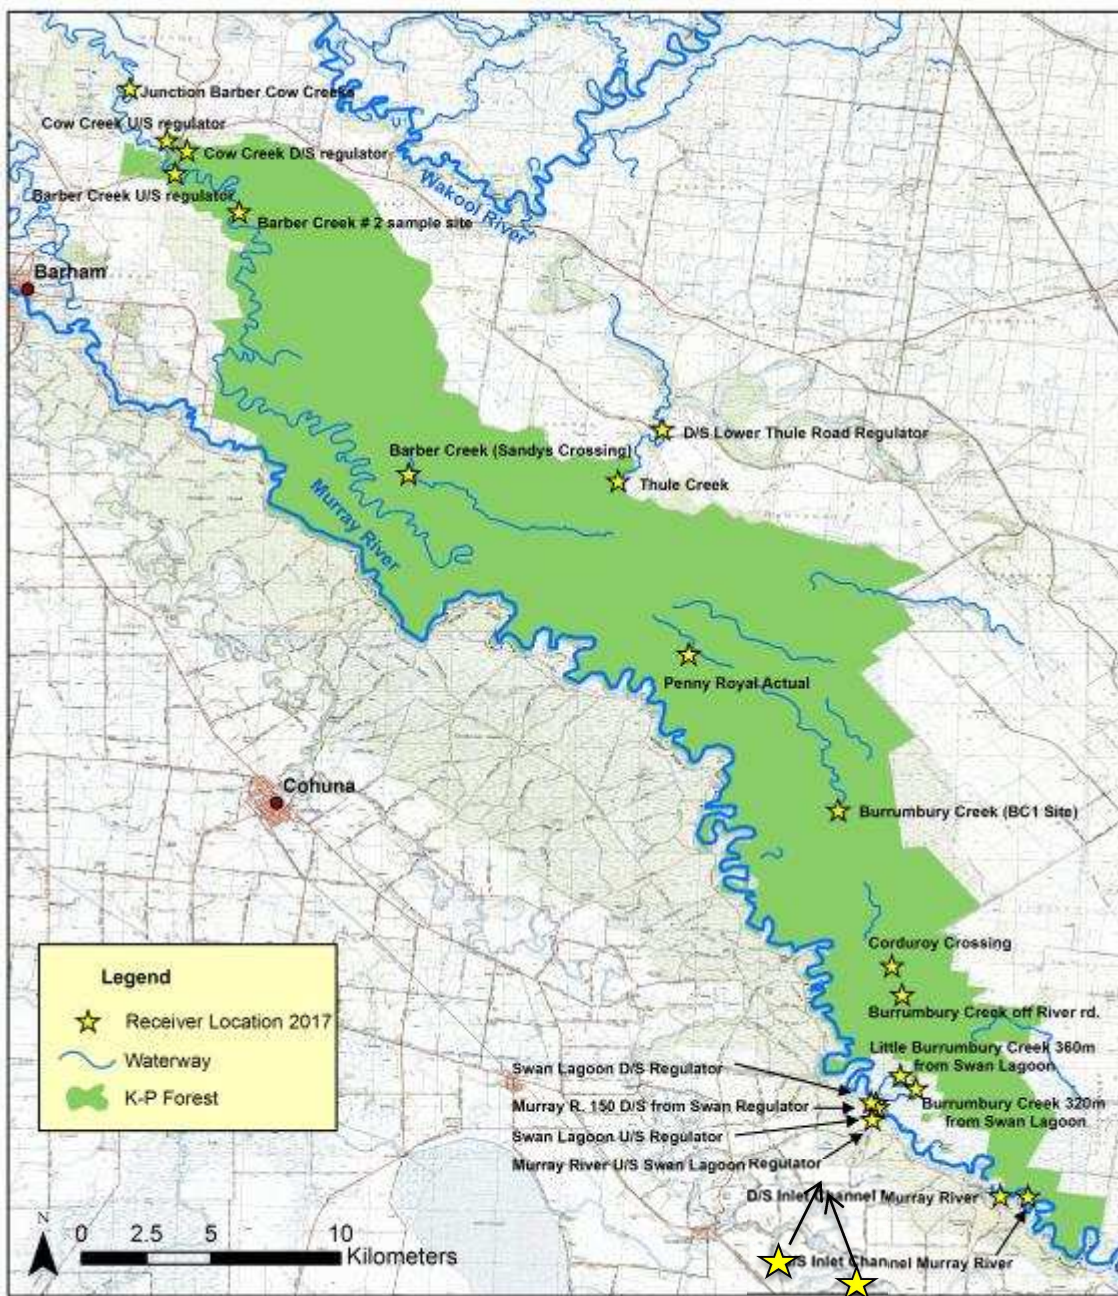 Junction Barber Cow Creeks
Cow Creek U/S regulator
Cow Creek D/S regulator
Barber Creek U/S regulator
Barber Creek # 2 sample site
Wakool River
Barham
D/S Lower Thule Road Regulator
Barber Creek (Sandys Crossing)
Thule Creek
Murray River
Penny Royal Actual
Cohuna
Burrumbury Creek (BC1 Site)
Corduroy Crossing
Burrumbury Creek off River rd.
Little Burrumbury Creek 360m
from Swan Lagoon
Burrumbury Creek 320m
from Swan Lagoon
Swan Lagoon D/S Regulator
Murray R. 150 D/S from Swan Regulator
Swan Lagoon U/S Regulator
Murray River U/S Swan Lagoon Regulator
D/S Inlet Channel Murray River
Inlet Channel Murray River
Legend
Receiver Location 2017
Waterway
K-P Forest
N
0 2.5 5 10
Kilometers